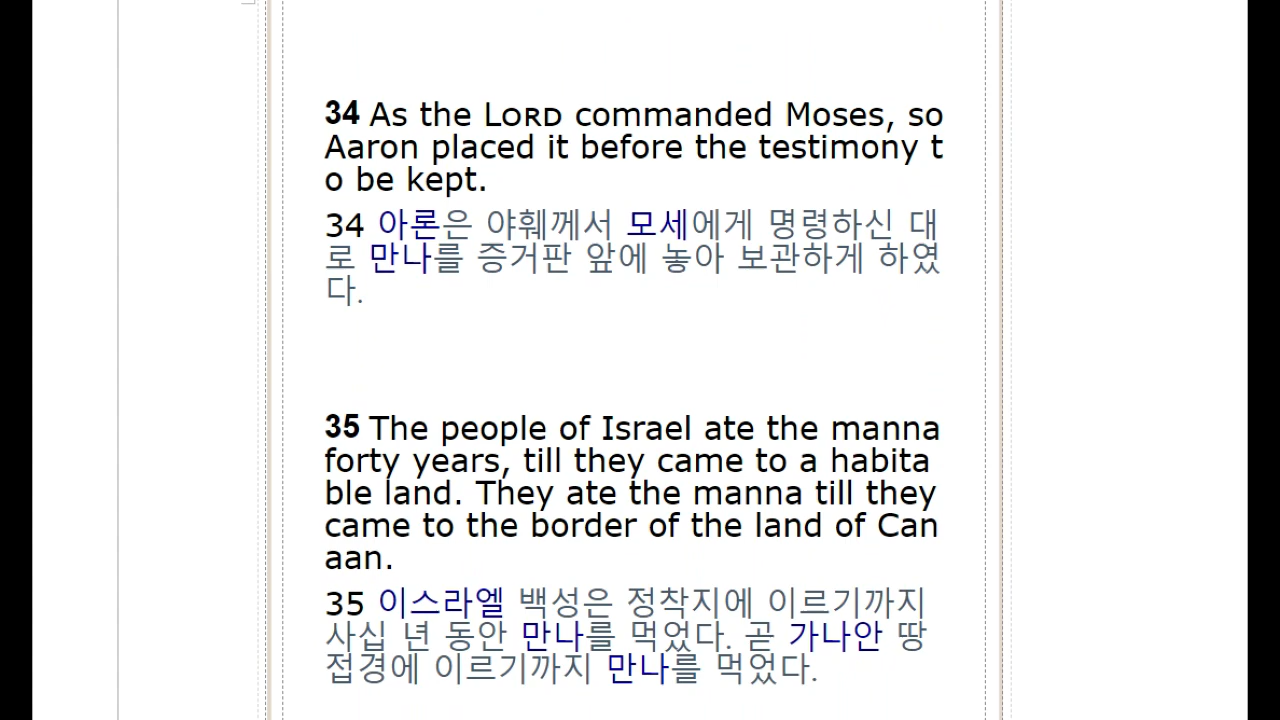 34 As the LORD commanded Moses, so
Aaron placed it before the testimony t
o be kept.
34 아론은 야훼께서 모세에게 명령하신 대
로 만나를 증거판 앞에 놓아 보관하게 하였
다.
35 The people of Israel ate the manna
forty years, till they came to a habita
ble land. They ate the manna till they
came to the border of the land of Can
aan.
35 이스라엘 백성은 정착지에 이르기까지
사십 년 동안 만나를 먹었다. 곧 가나안 땅
접경에 이르기까지 만나를 먹었다.